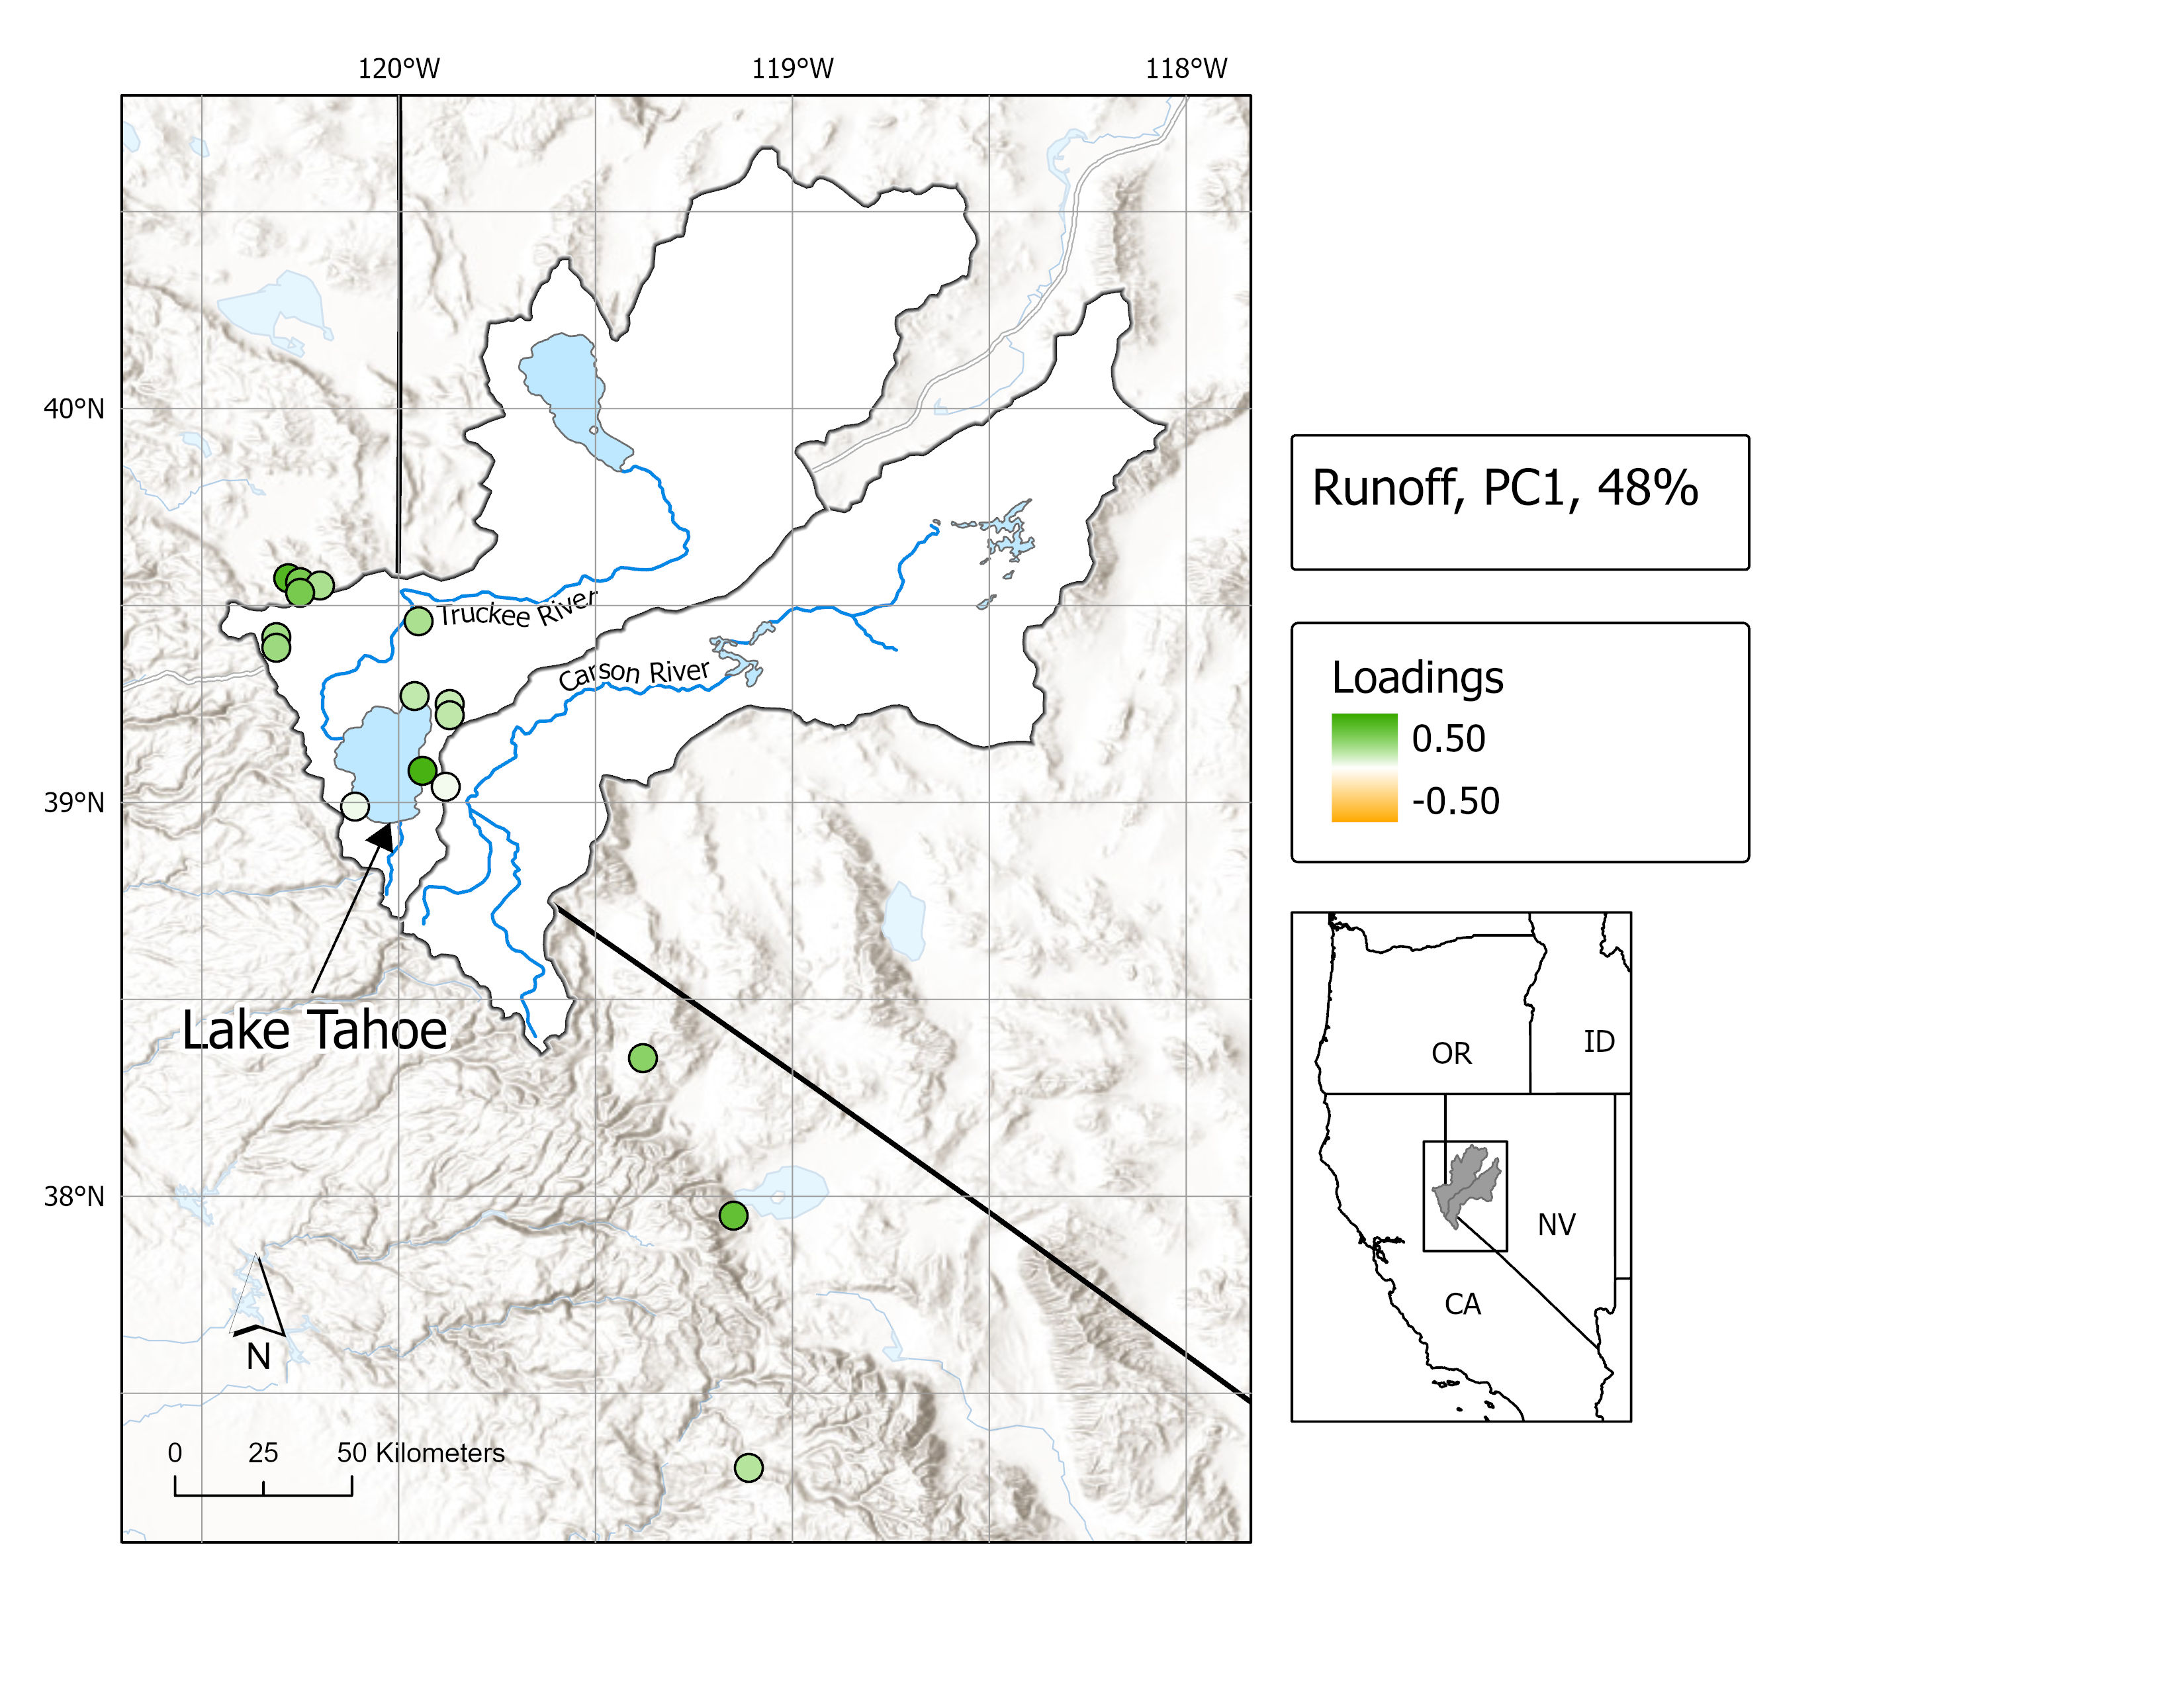 120°W
119°W
118°W
40°N
39°N
38°N
Truckee River
Carson River
Lake Tahoe
N
0 25 50 Kilometers
Runoff, PC1, 48%
Loadings
0.50
-0.50
OR
ID
NV
CA